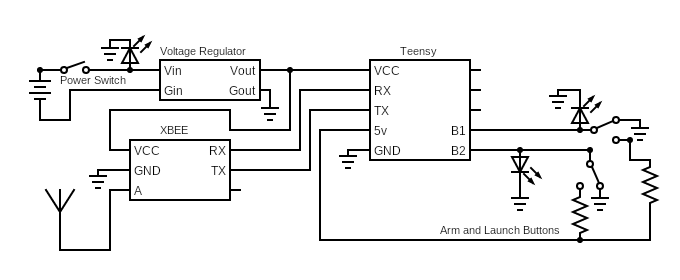 Voltage Regulator
Teensy
Vin Vout
Power Switch
Gin Gout
VCC
RX
TX
5v B1
GND B2
XBEE
VCC RX
GND TX
A
Arm and Launch Buttons